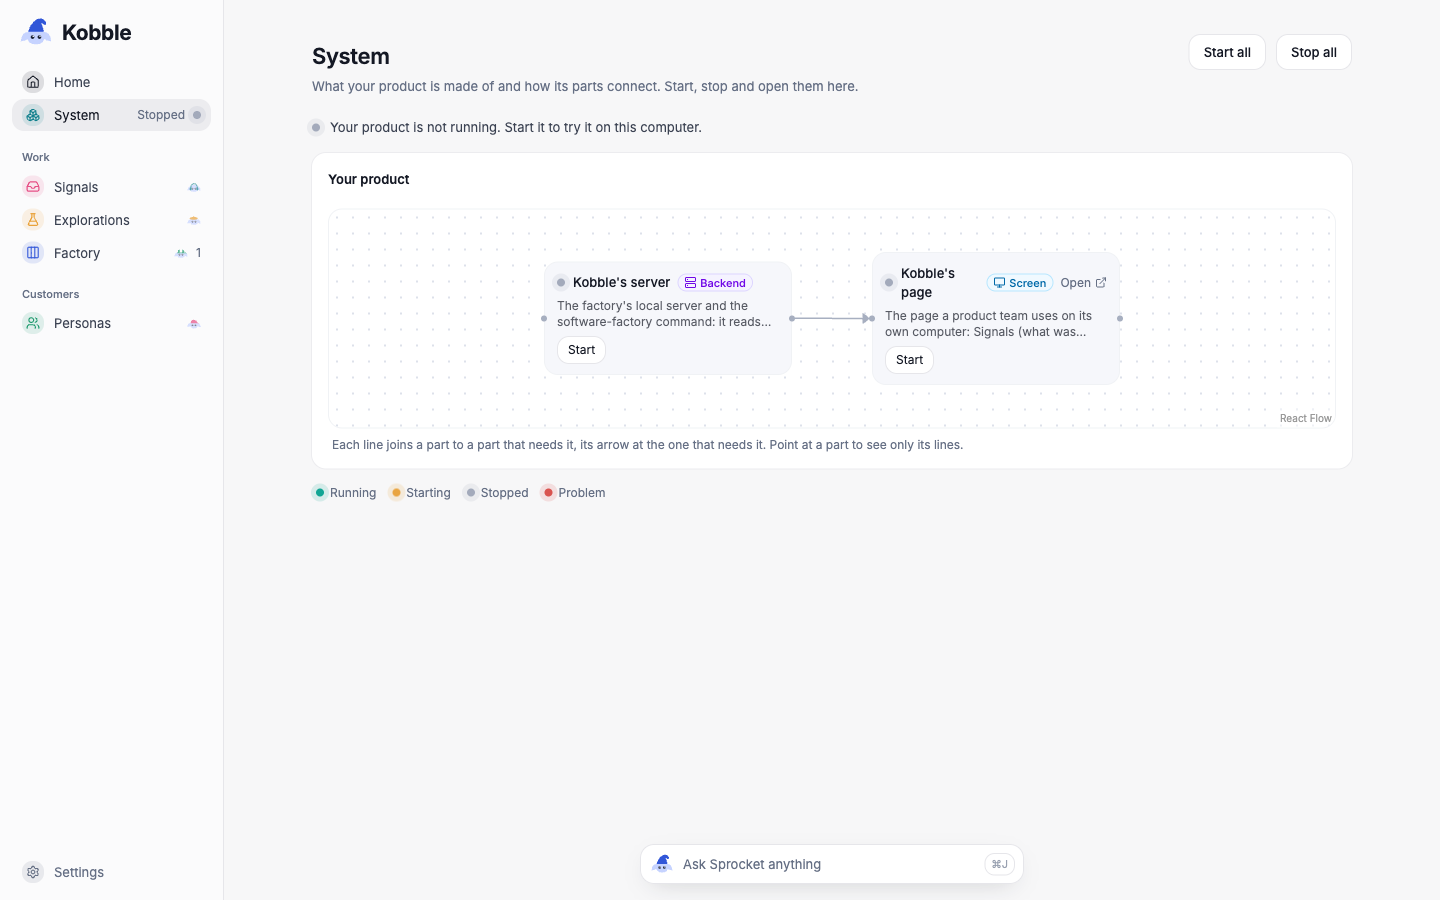 Kobble
Home
System Stopped
Work
Signals
Explorations
Factory 1
Customers
Personas
Settings
System
Start all
Stop all
What your product is made of and how its parts connect. Start, stop and open them here.
Your product is not running. Start it to try it on this computer.
Your product
Kobble's server Backend
The factory's local server and the
software-factory command: it reads...
Start
Kobble's
page
Screen Open
The page a product team uses on its
own computer: Signals (what was...
Start
React Flow
Each line joins a part to a part that needs it, its arrow at the one that needs it. Point at a part to see only its lines.
Running Starting Stopped Problem
Ask Sprocket anything ⌘J